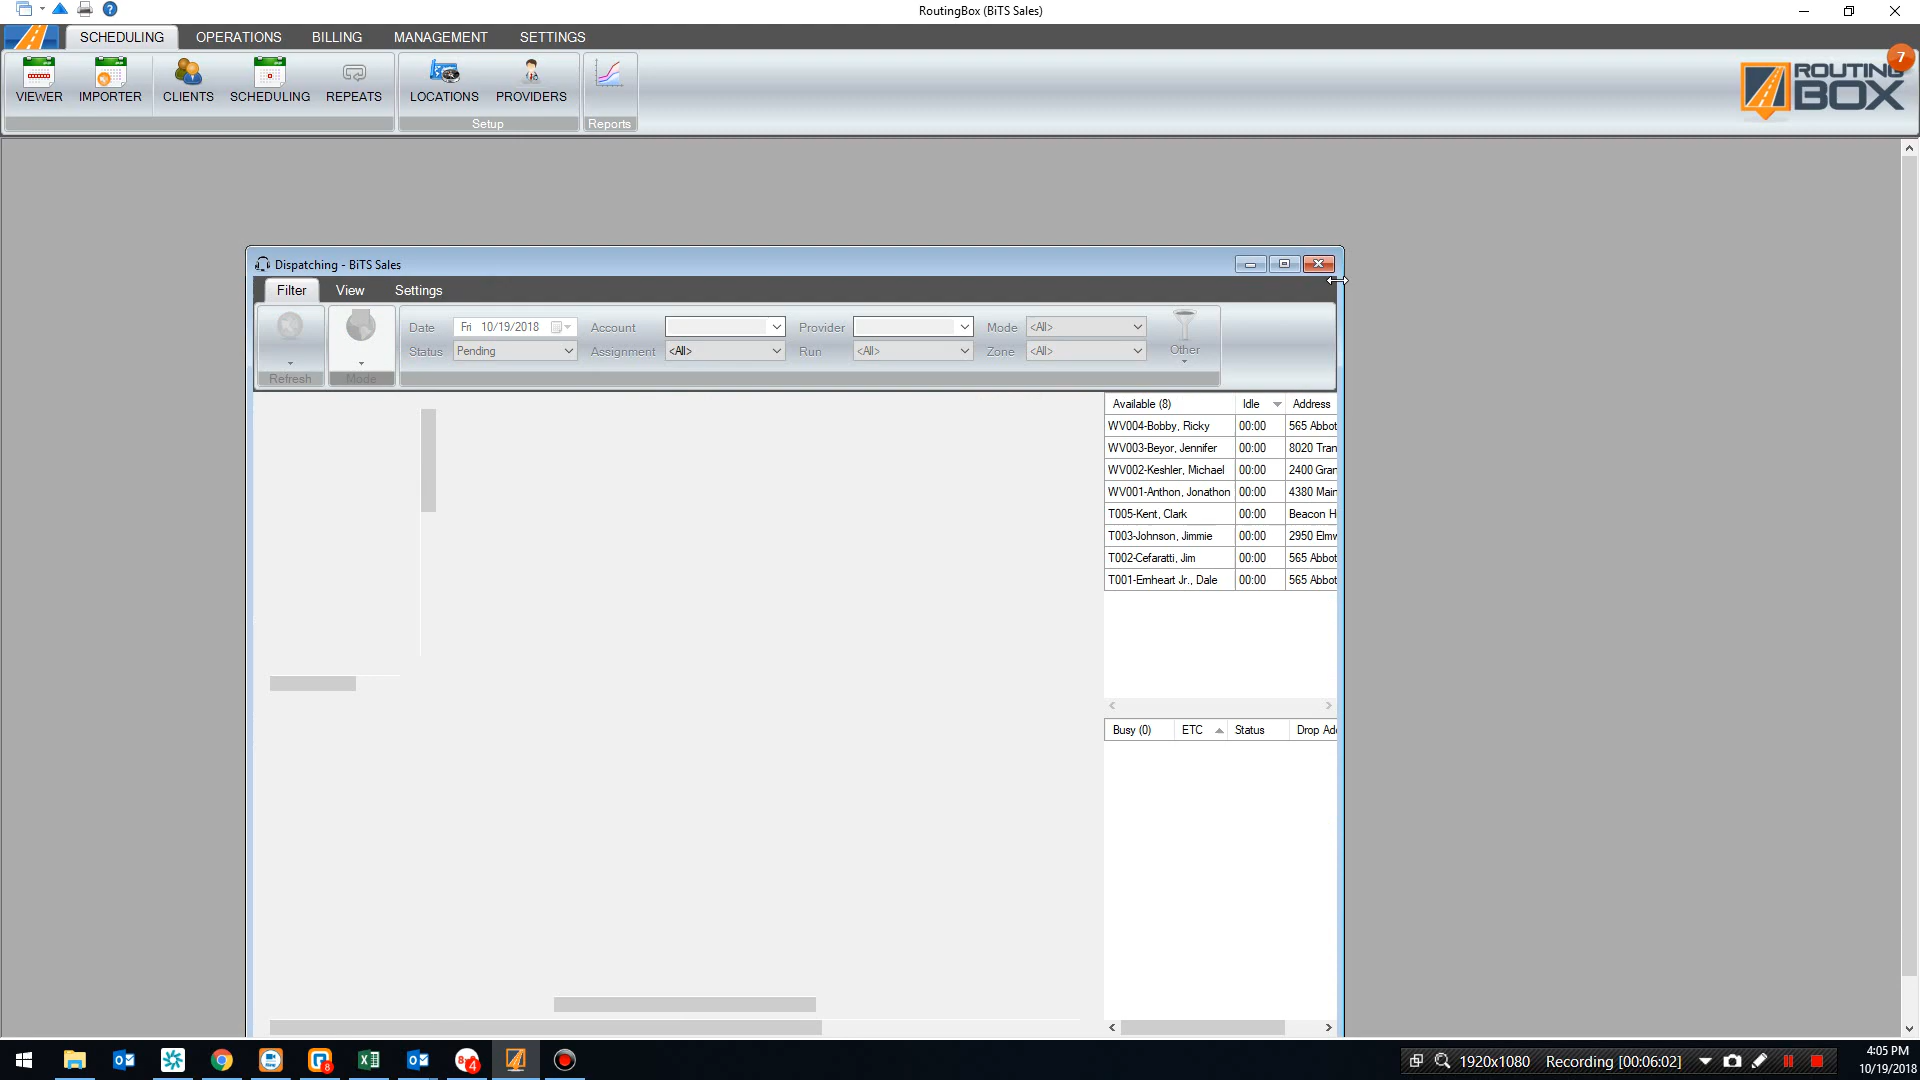 RoutingBox (BiTS Sales)
SCHEDULING OPERATIONS BILLING MANAGEMENT SETTINGS
VIEWER IMPORTER CLIENTS SCHEDULING REPEATS LOCATIONS PROVIDERS
Setup Reports
ROUTING BOX
7
Dispatching - BiTS Sales
Filter View Settings
Date Fri 10/19/2018 Account Provider Mode <All>
Status Pending Assignment <All> Run <All> Zone <All> Other
Refresh Mode
Available (8) Idle Address
WV004-Bobby, Ricky 00:00 565 Abbot
WV003-Beyor, Jennifer 00:00 8020 Tran
WV002-Keshler, Michael 00:00 2400 Gran
WV001-Anthon, Jonathon 00:00 4380 Main
T005-Kent, Clark 00:00 Beacon H
T003-Johnson, Jimmie 00:00 2950 Elmw
T002-Cefaratti, Jim 00:00 565 Abbot
T001-Emheart Jr., Dale 00:00 565 Abbot
Busy (0) ETC Status Drop Add
8 4
1920x1080 Recording [00:06:02]
4:05 PM
10/19/2018